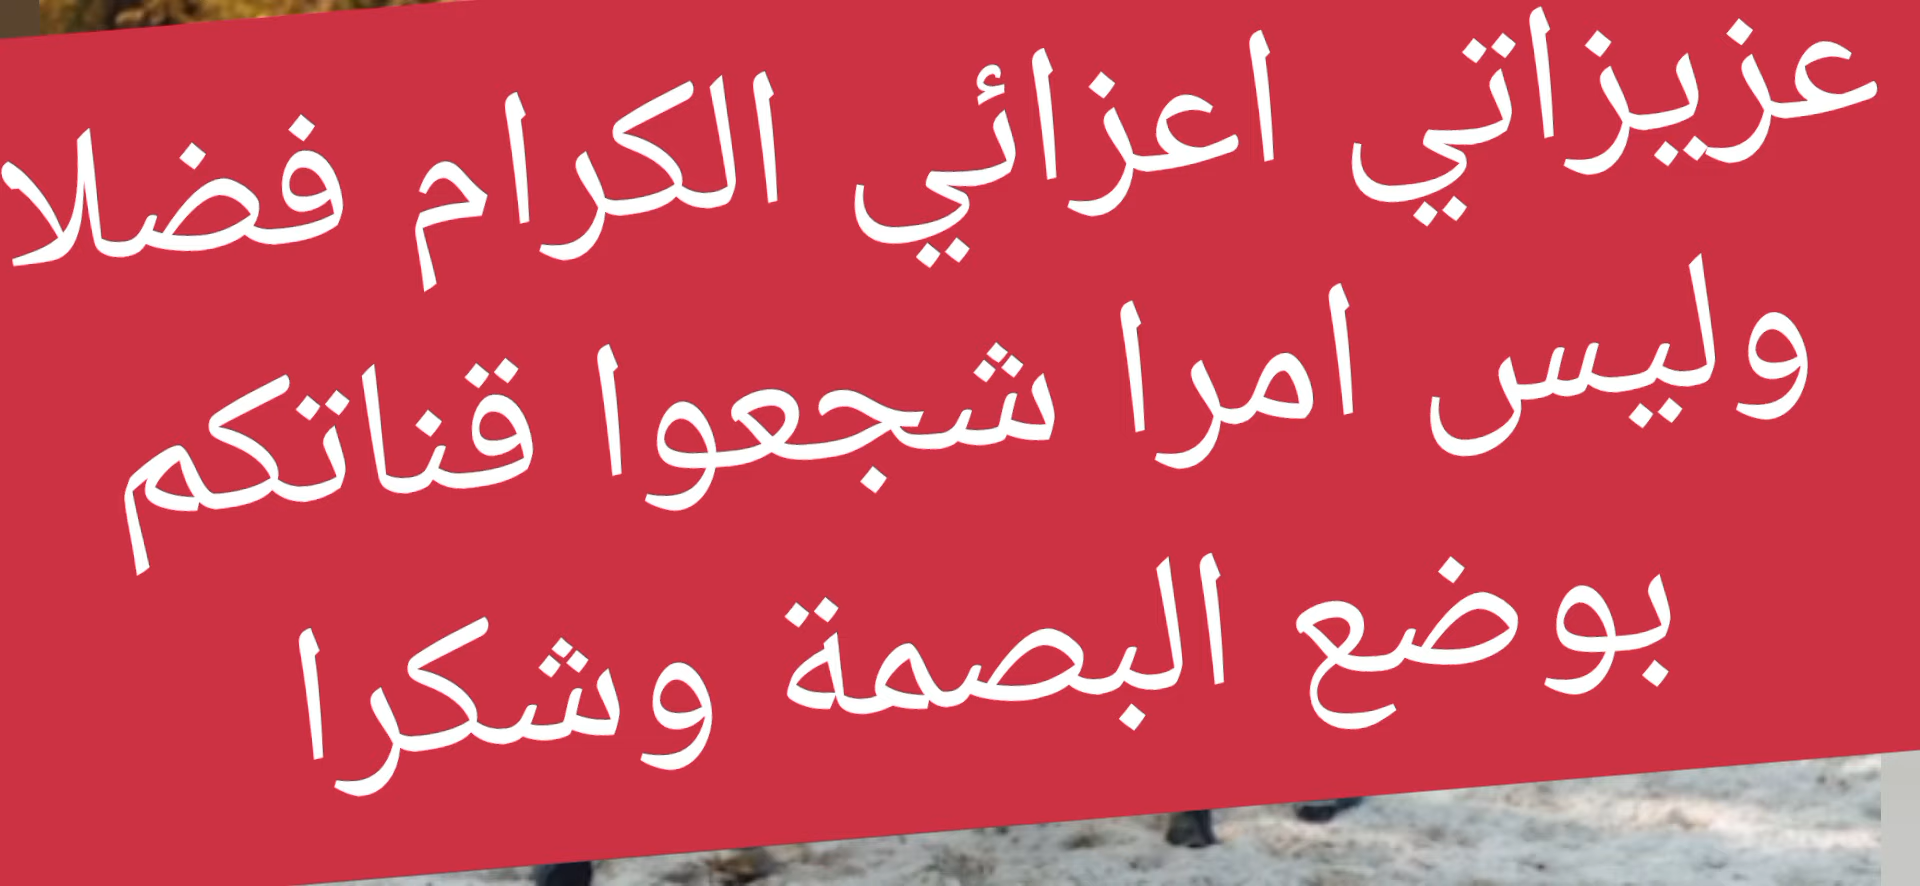 عزيزاتي اعزائي الكرام فضلا
وليس امرا شجعوا قناتكم
بوضع البصمة وشكرا